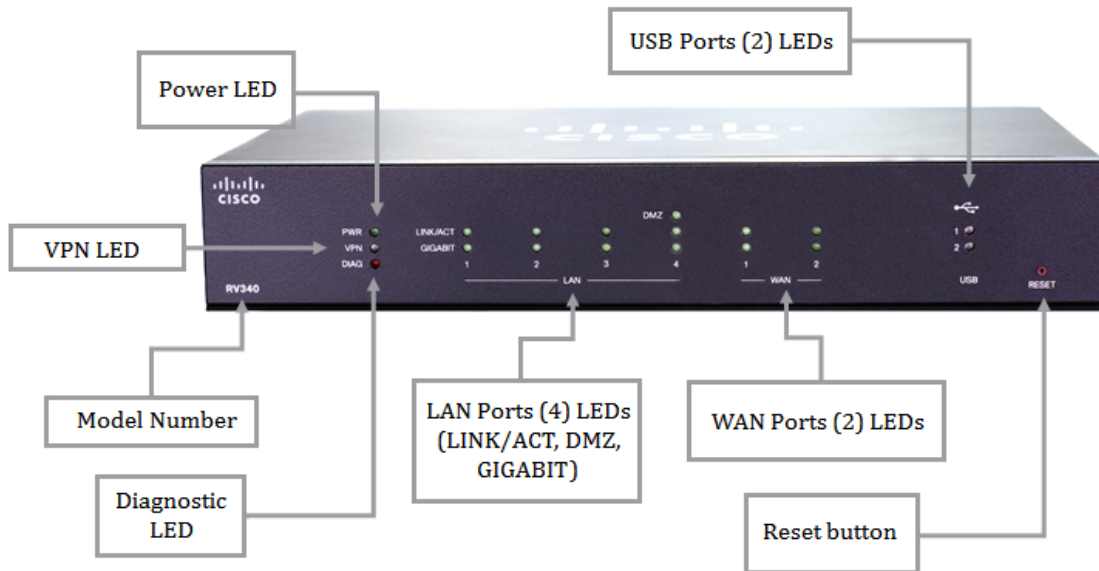 USB Ports (2) LEDs
Power LED
CISCO
CISCO
DMZ
PWR
LINK/ACT
1
VPN
GIGABIT
2
DIAG
1
2
3
4
1
2
LAN
WAN
USB
RV340
RESET
VPN LED
Model Number
LAN Ports (4) LEDs
(LINK/ACT, DMZ,
GIGABIT)
WAN Ports (2) LEDs
Diagnostic
LED
Reset button